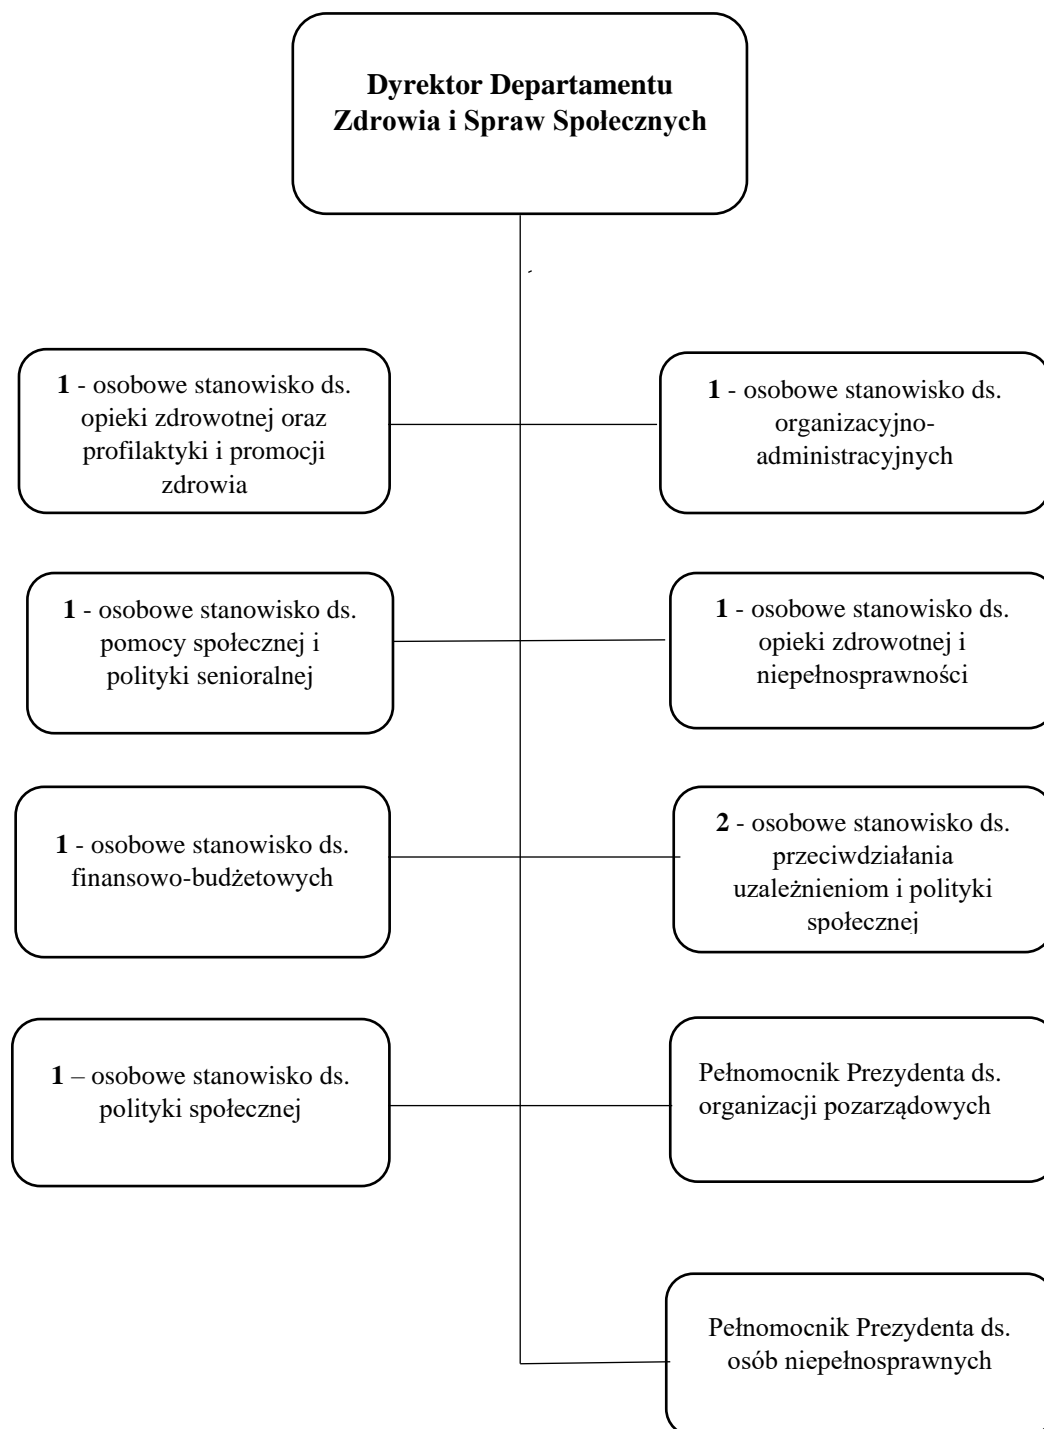 Dyrektor Departamentu
Zdrowia i Spraw Społecznych
1 - osobowe stanowisko ds.
opieki zdrowotnej oraz
profilaktyki i promocji
zdrowia
1 - osobowe stanowisko ds.
organizacyjno-
administracyjnych
1 - osobowe stanowisko ds.
pomocy społecznej i
polityki senioralnej
1 - osobowe stanowisko ds.
opieki zdrowotnej i
niepełnosprawności
1 - osobowe stanowisko ds.
finansowo-budżetowych
2 - osobowe stanowisko ds.
przeciwdziałania
uzależnieniom i polityki
społecznej
1 – osobowe stanowisko ds.
polityki społecznej
Pełnomocnik Prezydenta ds.
organizacji pozarządowych
Pełnomocnik Prezydenta ds.
osób niepełnosprawnych